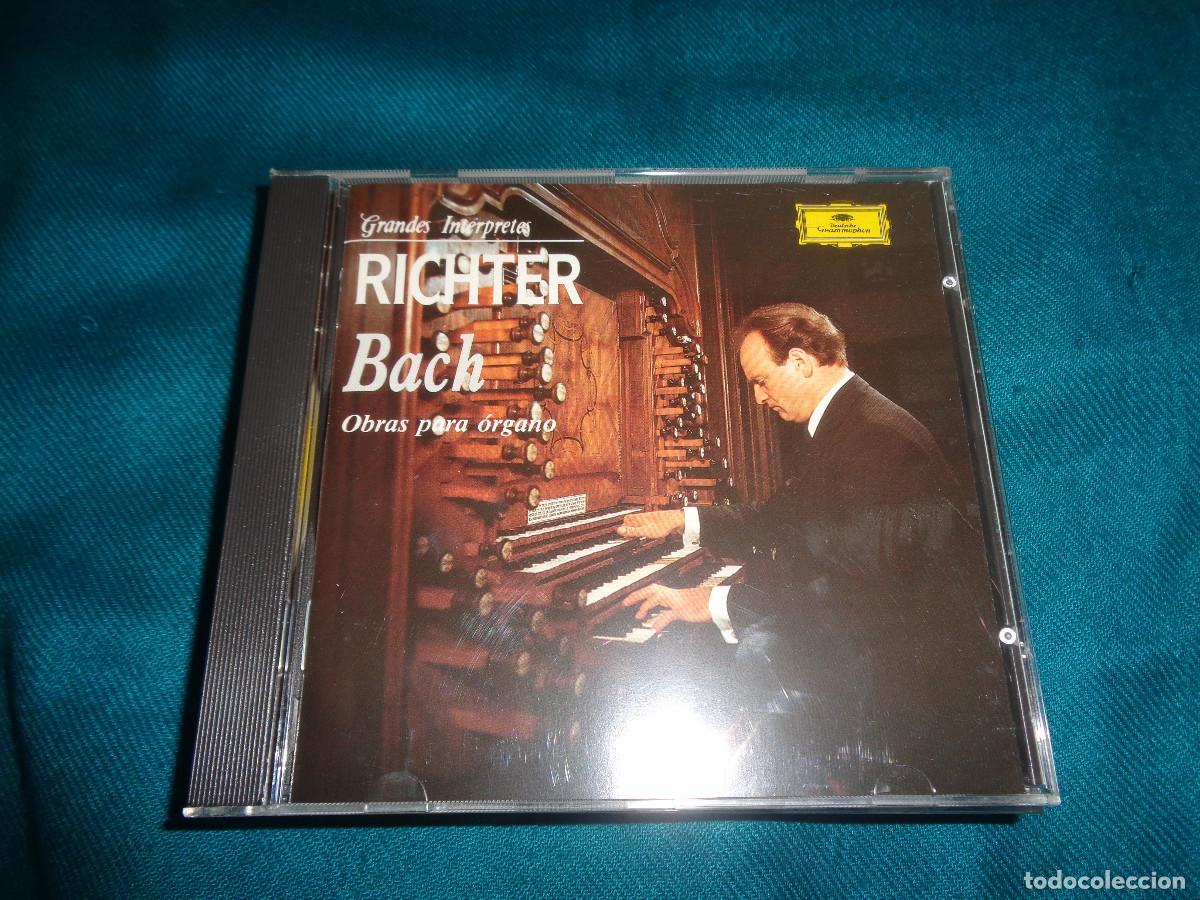 Grandes Intérpretes
RICHTER
Bach
Obras para órgano
Deutsche
Grammophon
todocoleccion